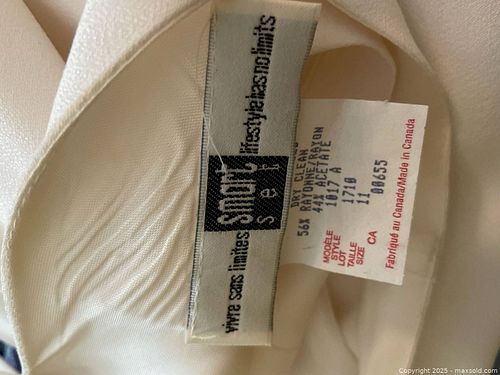 vivre sans limites
smart
set
lifestyle has no limits
DRY CLEAN
56% RAYONNE/RAYON
44% ACETATE
MODÈLE
STYLE 1017 A
LOT 1710
TAILLE
SIZE 11
CA 00655
Fabriqué au Canada/Made in Canada
Copyright 2025 - maxsold.com